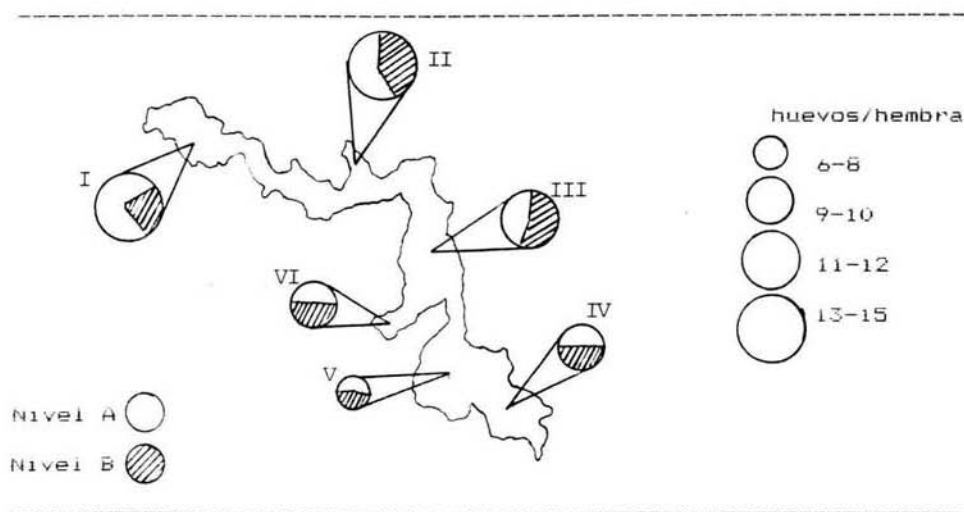 II
huevos/hembra
6-8
I
III
9-10
11-12
VI
IV
13-15
V
Nivel A
Nivel B